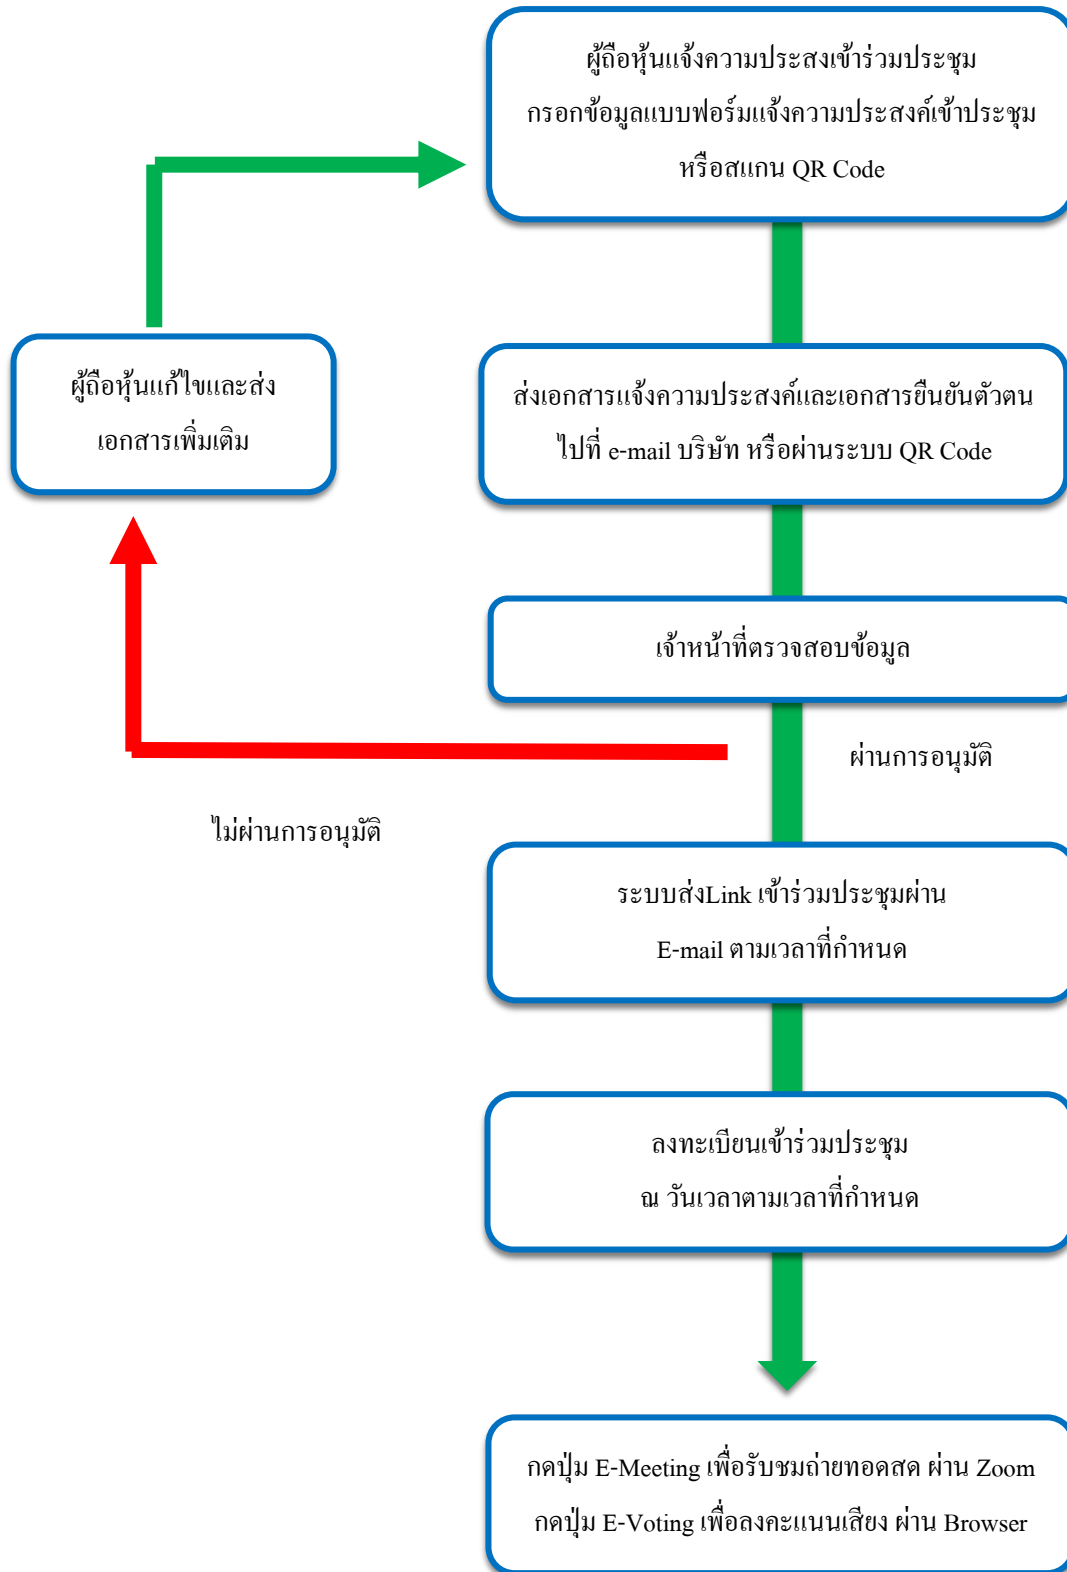 ผู้ถือหุ้นแจ้งความประสงเข้าร่วมประชุม
กรอกข้อมูลแบบฟอร์มแจ้งความประสงค์เข้าประชุม
หรือสแกน QR Code
ผู้ถือหุ้นแก้ไขและส่ง
เอกสารเพิ่มเติม
ส่งเอกสารแจ้งความประสงค์และเอกสารยืนยันตัวตน
ไปที่ e-mail บริษัท หรือผ่านระบบ QR Code
เจ้าหน้าที่ตรวจสอบข้อมูล
ผ่านการอนุมัติ
ไม่ผ่านการอนุมัติ
ระบบส่งLink เข้าร่วมประชุมผ่าน
E-mail ตามเวลาที่กำหนด
ลงทะเบียนเข้าร่วมประชุม
ณ วันเวลาตามเวลาที่กำหนด
กดปุ่ม E-Meeting เพื่อรับชมถ่ายทอดสด ผ่าน Zoom
กดปุ่ม E-Voting เพื่อลงคะแนนเสียง ผ่าน Browser